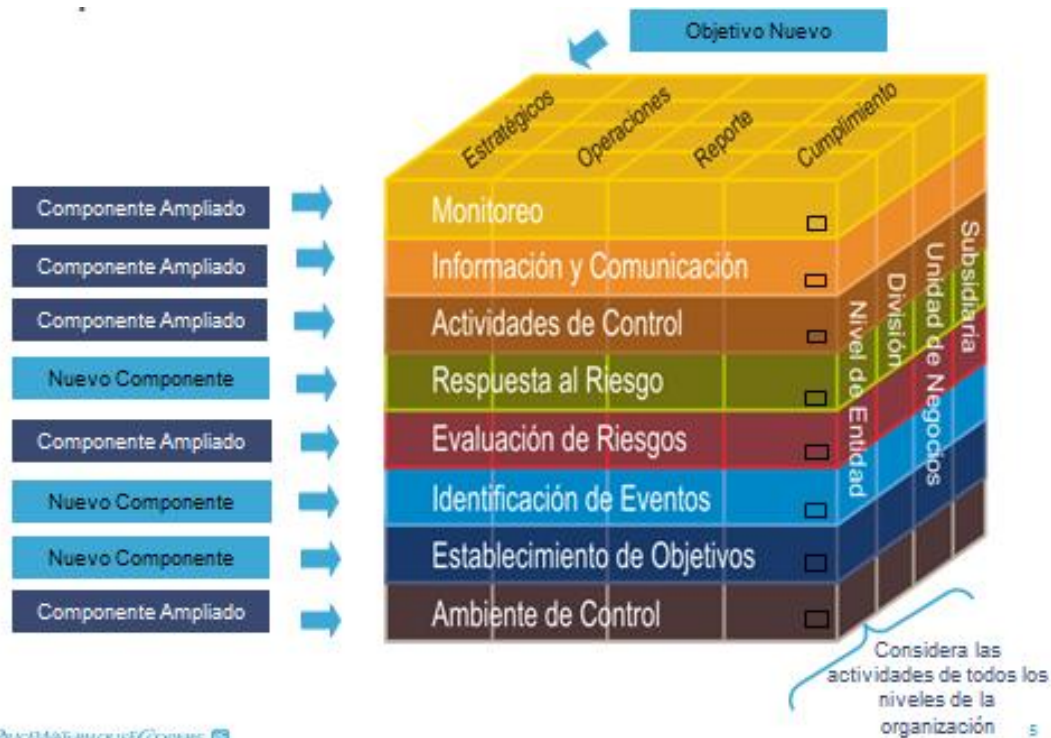 Objetivo Nuevo
Estratégicos
Operaciones
Reporte
Cumplimiento
Componente Ampliado
Monitoreo
Componente Ampliado
Información y Comunicación
Componente Ampliado
Actividades de Control
Nuevo Componente
Respuesta al Riesgo
Componente Ampliado
Evaluación de Riesgos
Nuevo Componente
Identificación de Eventos
Nuevo Componente
Establecimiento de Objetivos
Componente Ampliado
Ambiente de Control
Nivel de Entidad
División
Unidad de Negocios
Subsidiaria
Considera las
actividades de todos los
niveles de la
organización
5